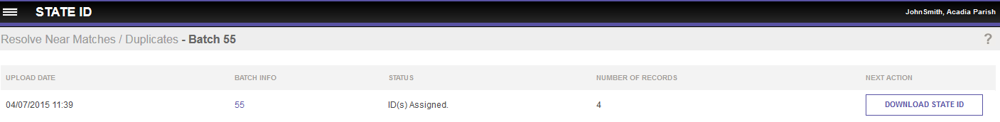 STATE ID
JohnSmith, Acadia Parish
Resolve Near Matches / Duplicates - Batch 55
?
UPLOAD DATE BATCH INFO STATUS NUMBER OF RECORDS NEXT ACTION
04/07/2015 11:39 55 ID(s) Assigned. 4 DOWNLOAD STATE ID